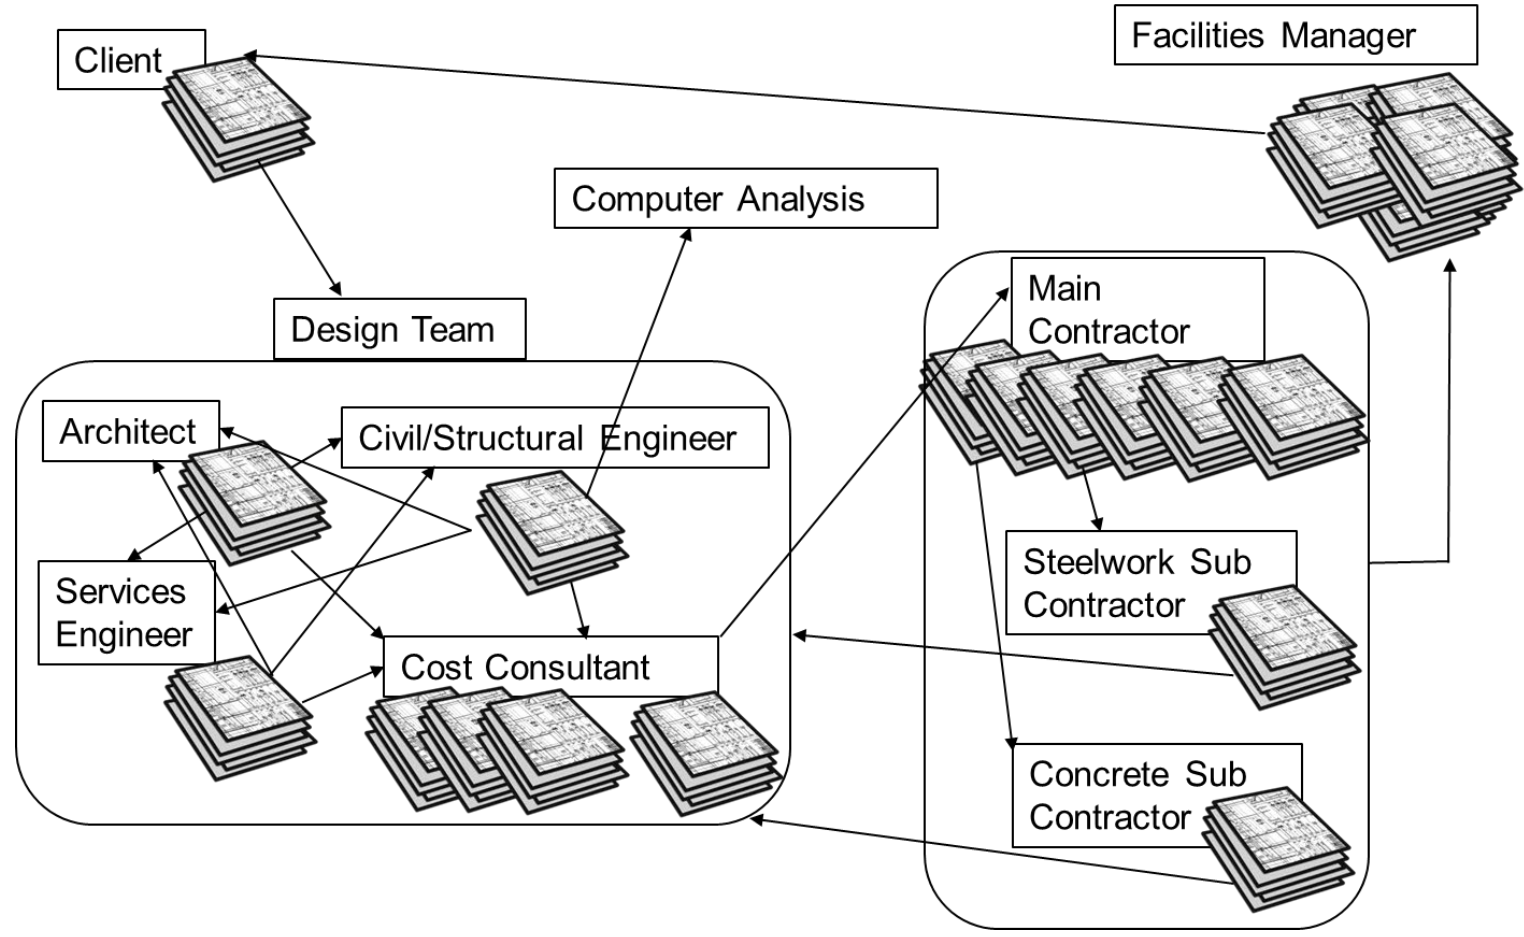 Client
Facilities Manager
Computer Analysis
Design Team
Main
Contractor
Architect
Civil/Structural Engineer
Services
Engineer
Steelwork Sub
Contractor
Cost Consultant
Concrete Sub
Contractor